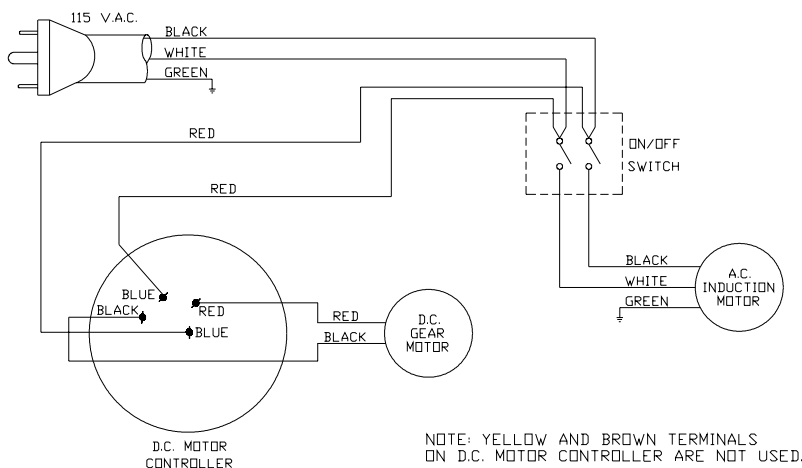 115 V.A.C.
BLACK
WHITE
GREEN
RED
ON/OFF
SWITCH
RED
BLACK
WHITE
GREEN
A.C.
INDUCTION
MOTOR
BLUE
BLACK
RED
BLUE
RED
BLACK
D.C.
GEAR
MOTOR
D.C. MOTOR
CONTROLLER
NOTE: YELLOW AND BROWN TERMINALS
ON D.C. MOTOR CONTROLLER ARE NOT USED.